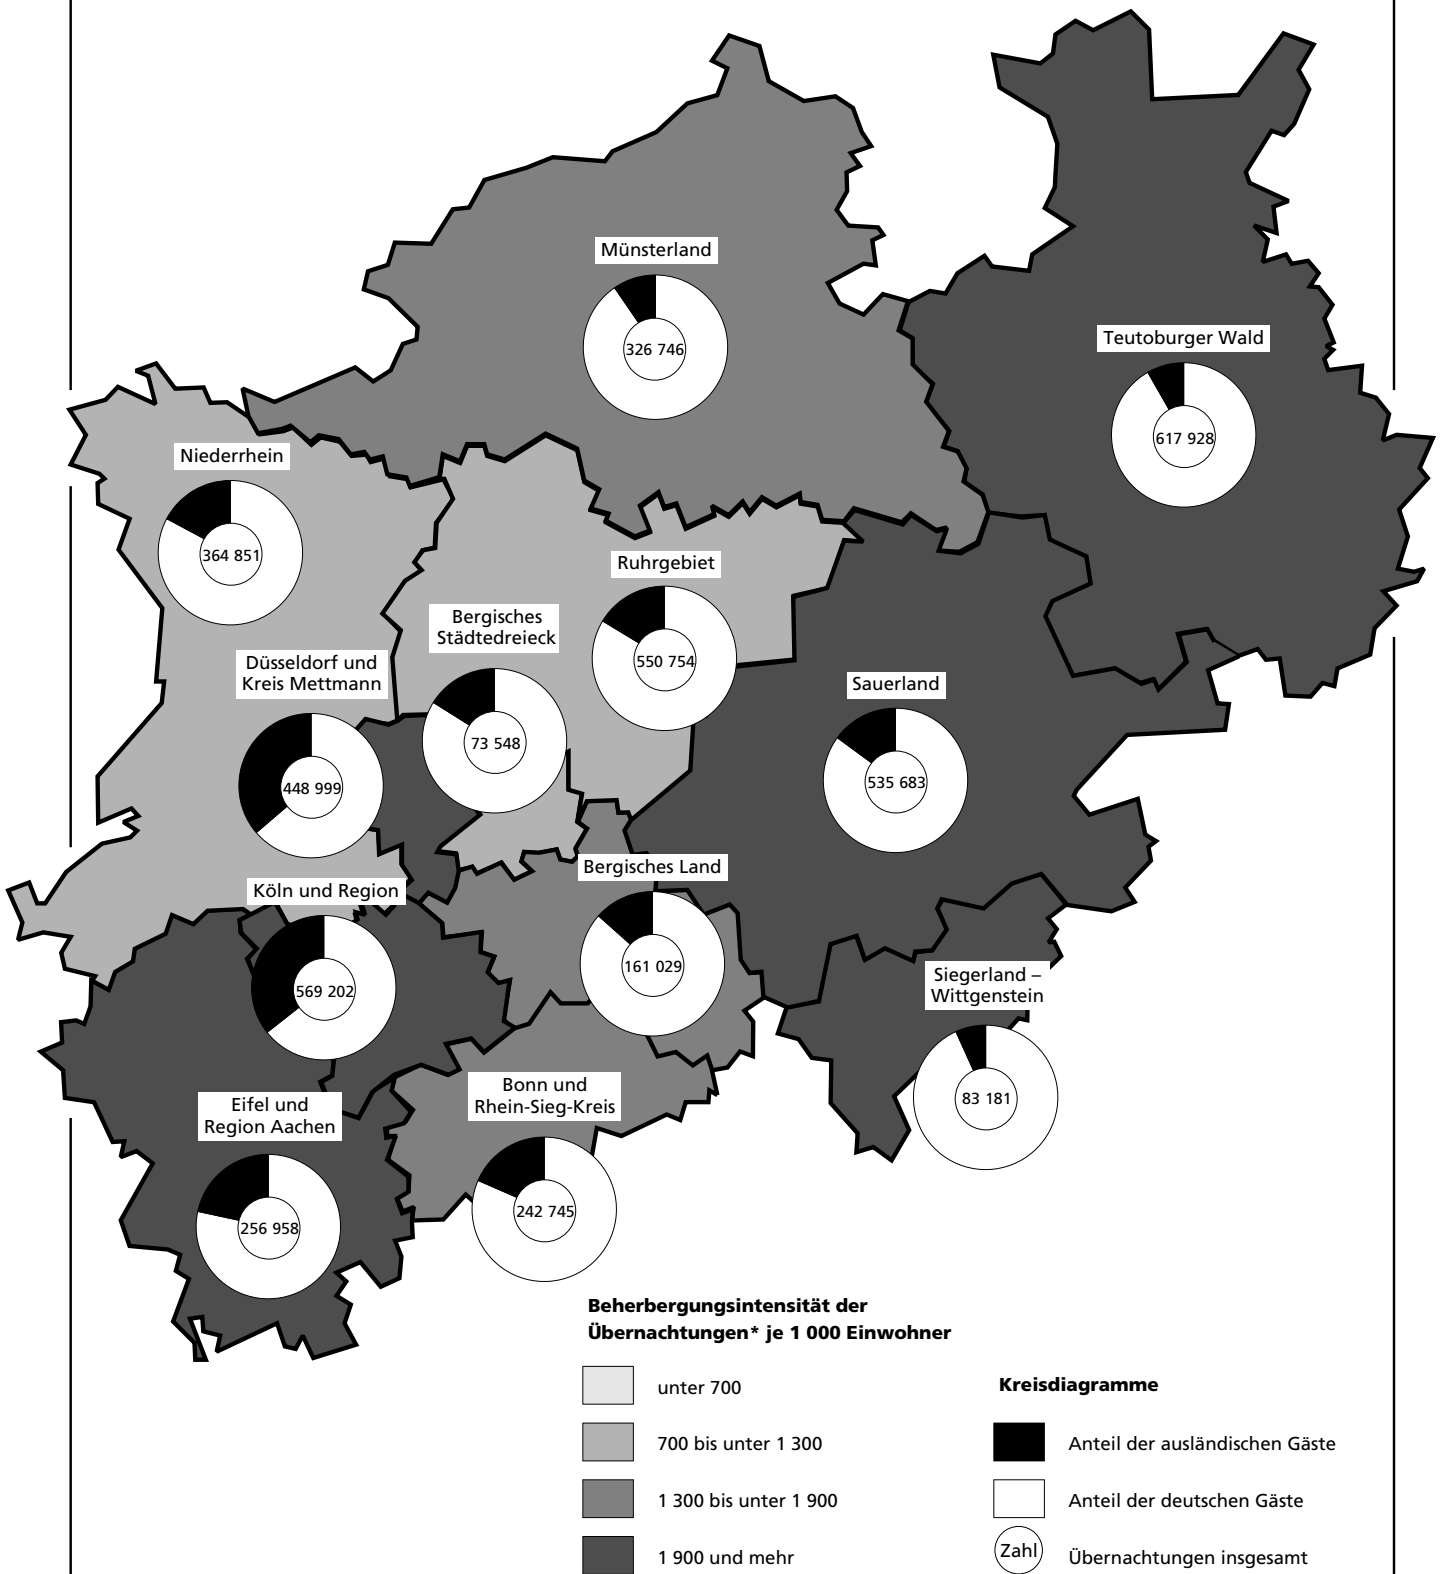 Münsterland
326 746
Teutoburger Wald
617 928
Niederrhein
364 851
Ruhrgebiet
550 754
Bergisches
Städtedreieck
73 548
Düsseldorf und
Kreis Mettmann
448 999
Sauerland
535 683
Bergisches Land
161 029
Köln und Region
569 202
Siegerland –
Wittgenstein
83 181
Bonn und
Rhein-Sieg-Kreis
242 745
Eifel und
Region Aachen
256 958
Beherbergungsintensität der
Übernachtungen* je 1 000 Einwohner
unter 700
700 bis unter 1 300
1 300 bis unter 1 900
1 900 und mehr
Kreisdiagramme
Anteil der ausländischen Gäste
Anteil der deutschen Gäste
Zahl
Übernachtungen insgesamt